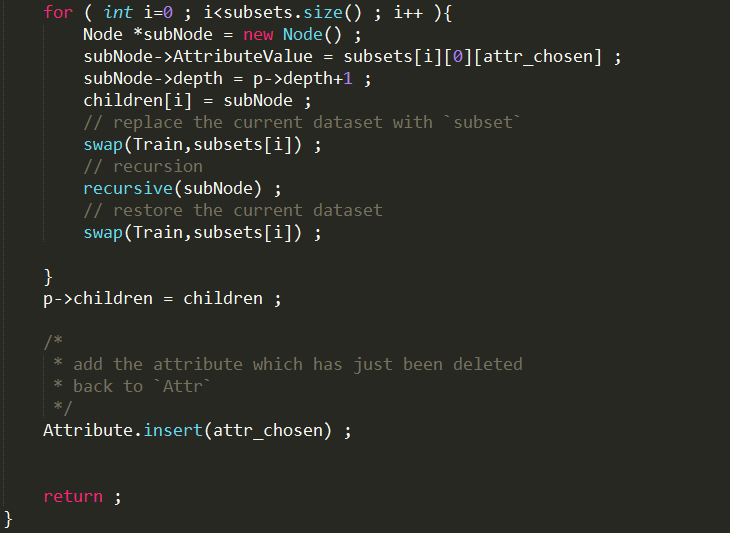 for ( int i=0 ; i<subsets.size() ; i++ ){
Node *subNode = new Node() ;
subNode->AttributeValue = subsets[i][0][attr_chosen] ;
subNode->depth = p->depth+1 ;
children[i] = subNode ;
// replace the current dataset with `subset`
swap(Train,subsets[i]) ;
// recursion
recursive(subNode) ;
// restore the current dataset
swap(Train,subsets[i]) ;
}
p->children = children ;
/*
* add the attribute which has just been deleted
* back to `Attr`
*/
Attribute.insert(attr_chosen) ;
return ;
}